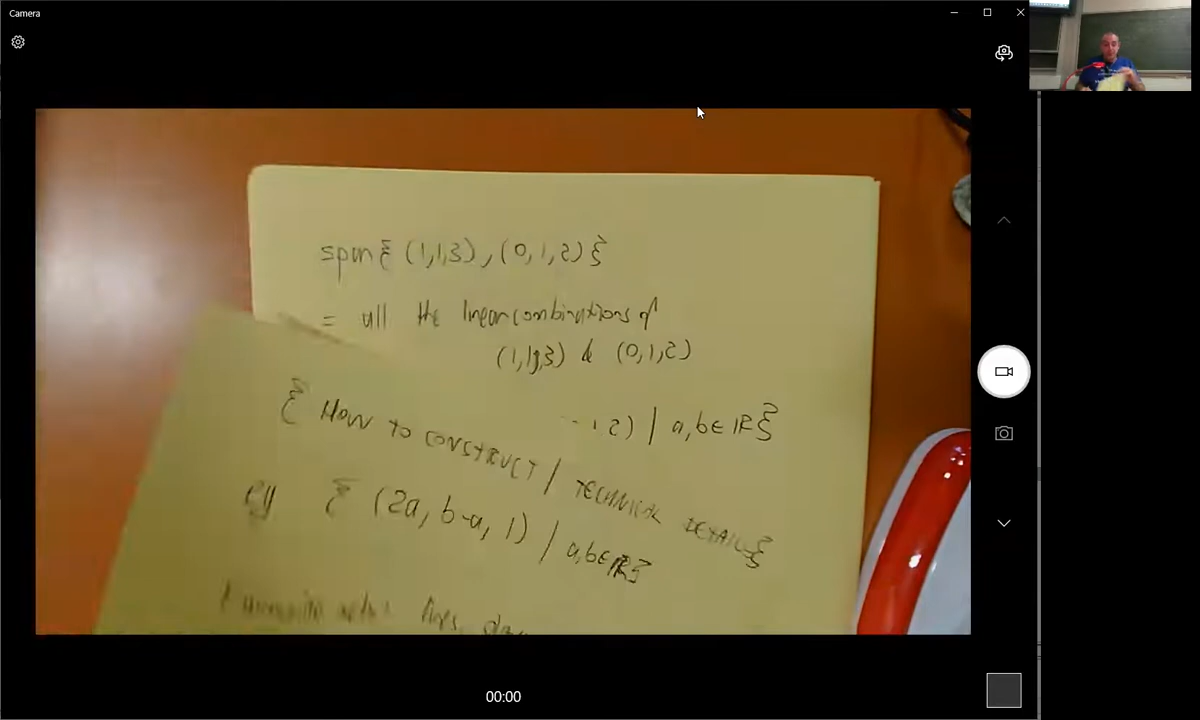 Camera
span{ (1,1,3), (0,1,2) }
= all the linear combinations of
(1,1,3) & (0,1,2)
2) | a,b∈ℝ}
{ HOW TO CONSTRUCT / TECHNICAL DETAILS }
eg { (2a, b-a, 1) | a,b∈ℝ }
00:00